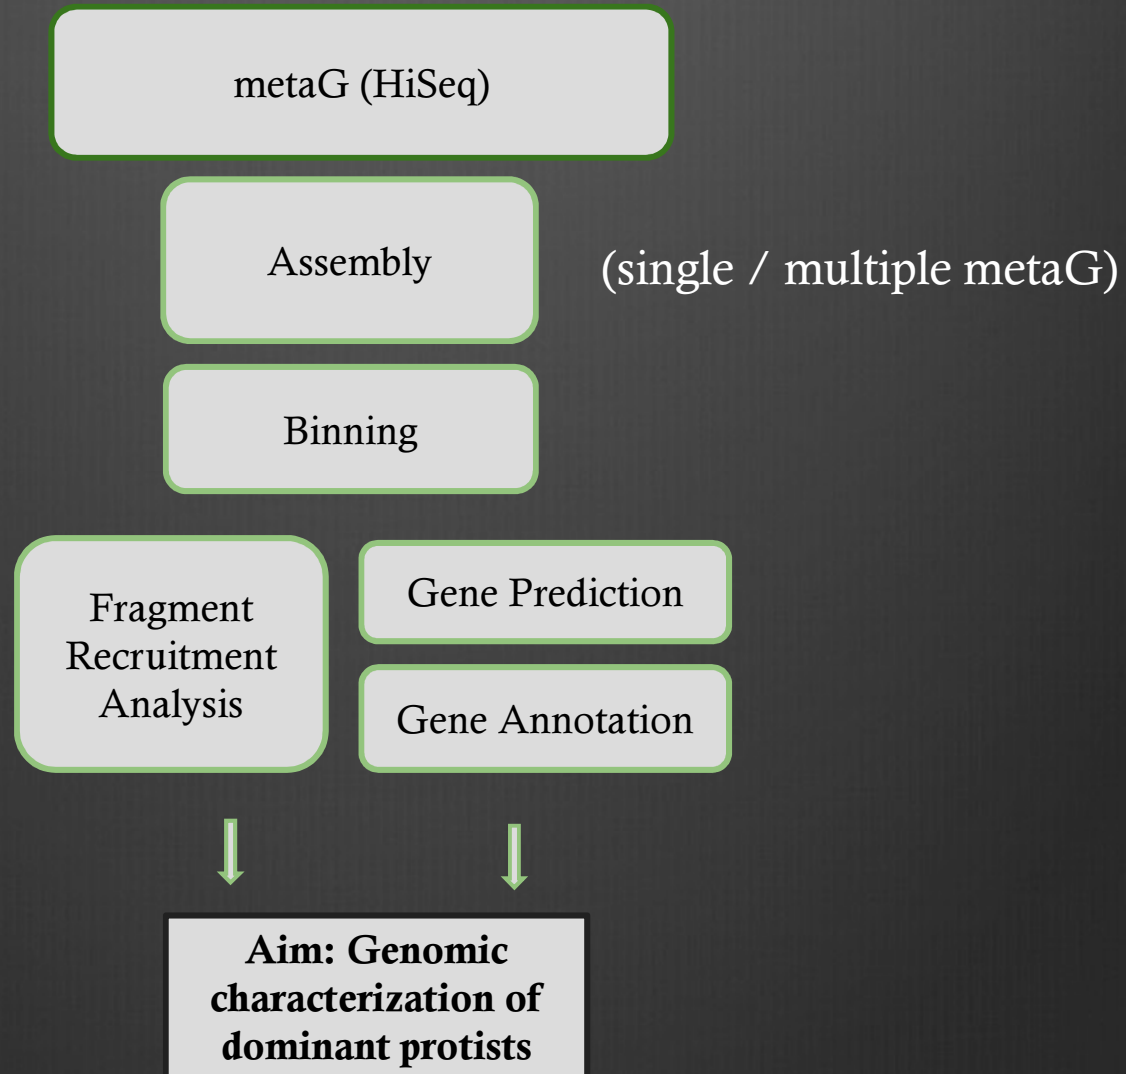 metaG (HiSeq)
Assembly
(single / multiple metaG)
Binning
Fragment
Recruitment
Analysis
Gene Prediction
Gene Annotation
Aim: Genomic
characterization of
dominant protists